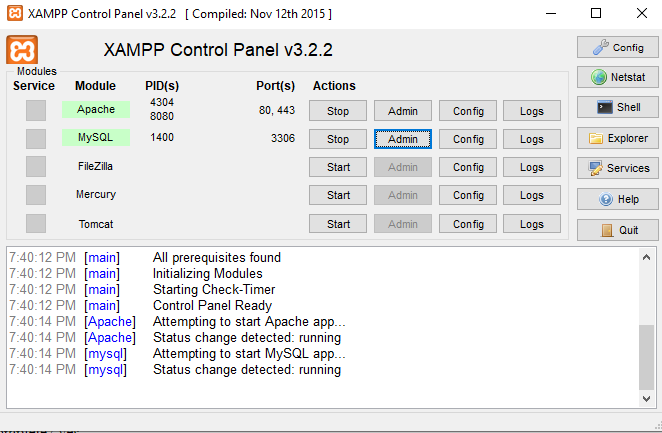 XAMPP Control Panel v3.2.2 [ Compiled: Nov 12th 2015 ]
XAMPP Control Panel v3.2.2
Config
Modules
Service Module PID(s) Port(s) Actions
Netstat
Apache 4304 8080 80, 443 Stop Admin Config Logs
Shell
MySQL 1400 3306 Stop Admin Config Logs
Explorer
FileZilla Start Admin Config Logs
Services
Mercury Start Admin Config Logs
Help
Tomcat Start Admin Config Logs
Quit
7:40:12 PM [main] All prerequisites found
7:40:12 PM [main] Initializing Modules
7:40:12 PM [main] Starting Check-Timer
7:40:12 PM [main] Control Panel Ready
7:40:14 PM [Apache] Attempting to start Apache app...
7:40:14 PM [Apache] Status change detected: running
7:40:14 PM [mysql] Attempting to start MySQL app...
7:40:14 PM [mysql] Status change detected: running